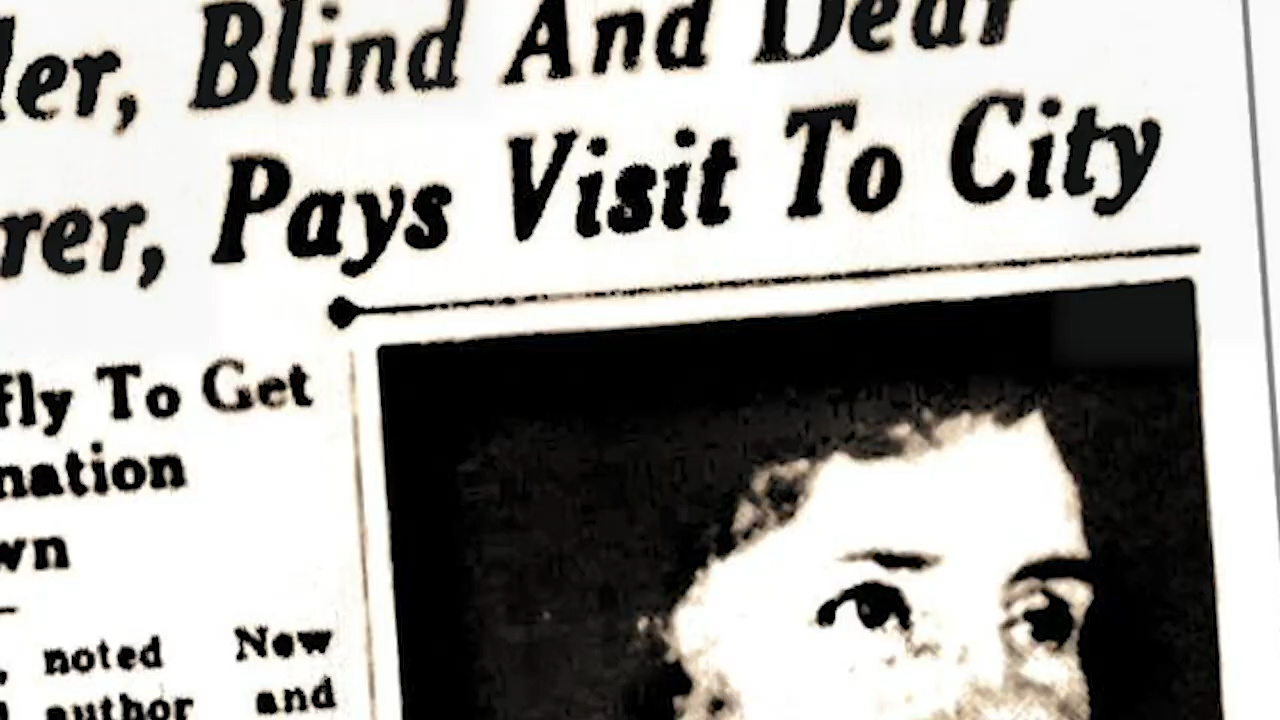 ler, Blind And Deaf
rer, Pays Visit To City
fly To Get
nation
wn
, noted New
author and